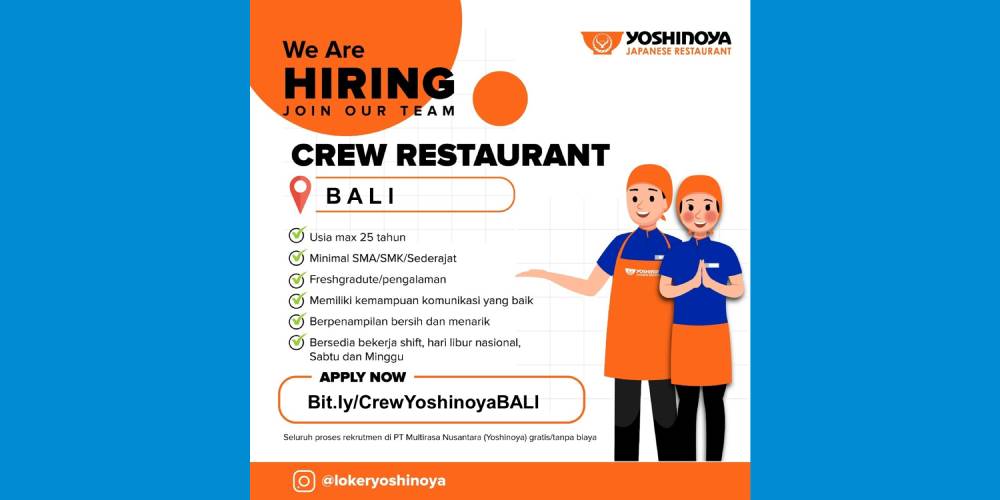 We Are
HIRING
JOIN OUR TEAM
YOSHINOYA
JAPANESE RESTAURANT
CREW RESTAURANT
BALI
Usia max 25 tahun
Minimal SMA/SMK/Sederajat
Freshgradute/pengalaman
Memiliki kemampuan komunikasi yang baik
Berpenampilan bersih dan menarik
Bersedia bekerja shift, hari libur nasional,
Sabtu dan Minggu
YOSHINOYA
APPLY NOW
Bit.ly/CrewYoshinoyaBALI
Seluruh proses rekrutmen di PT Multirasa Nusantara (Yoshinoya) gratis/tanpa biaya
@lokeryoshinoya